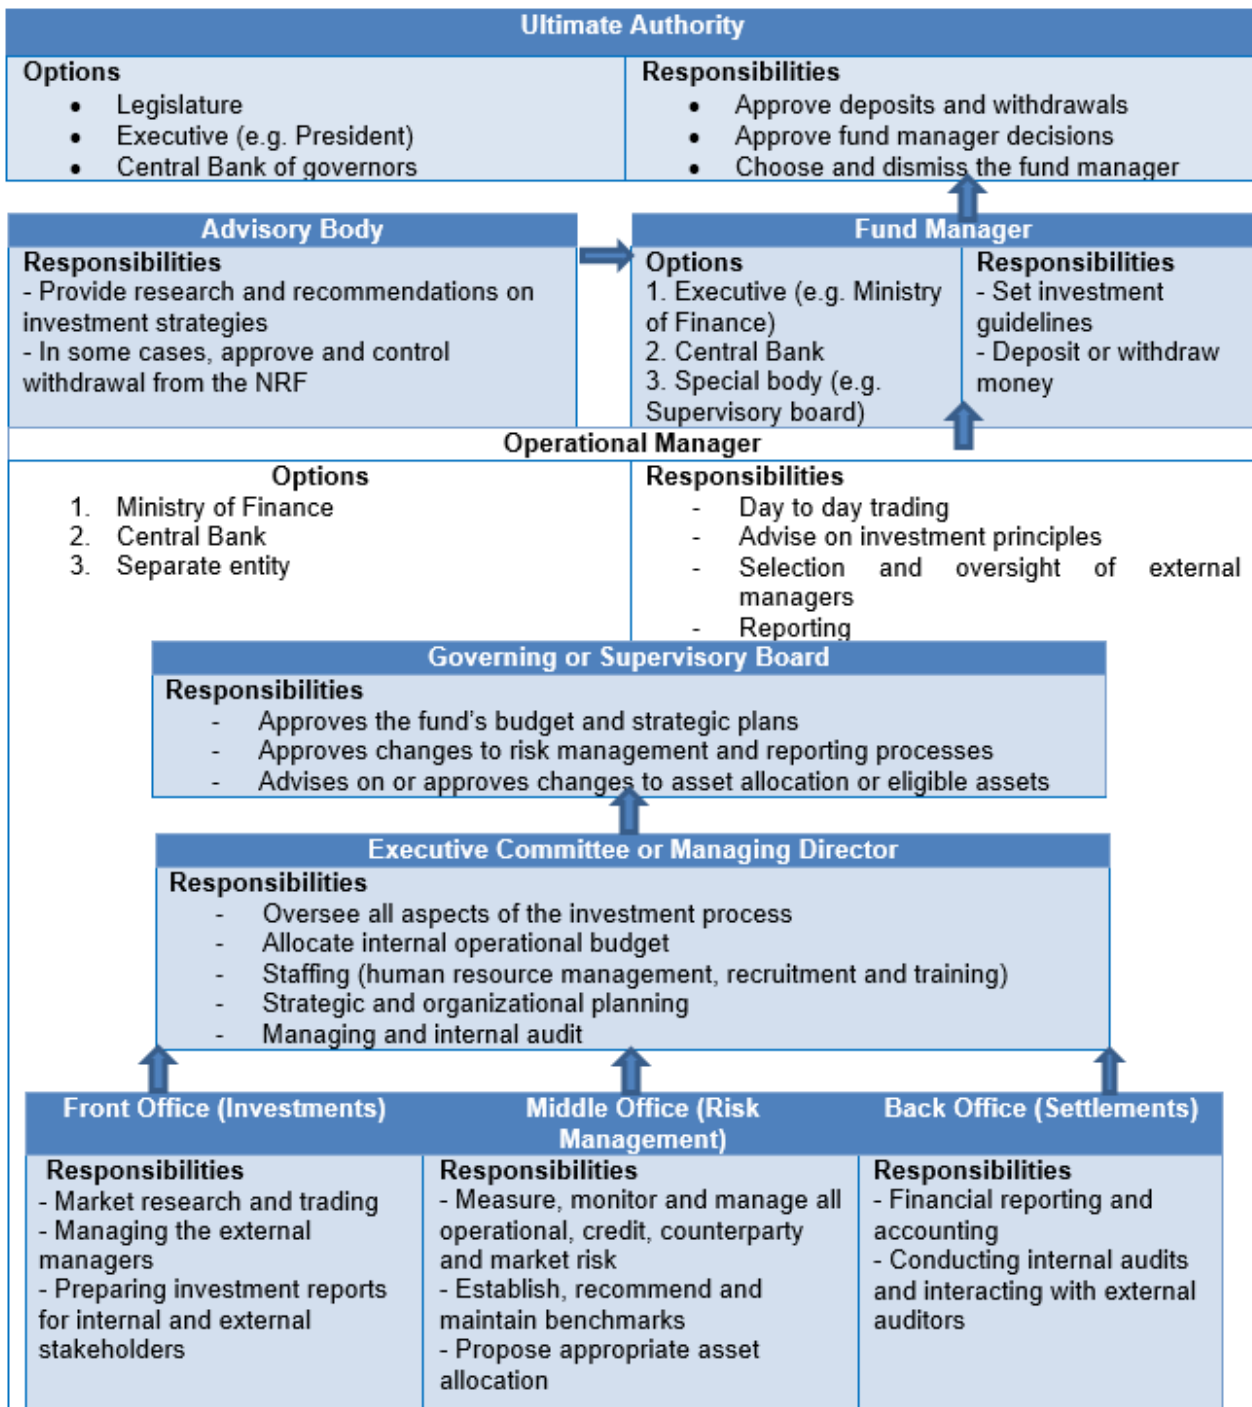 Ultimate Authority
Options
• Legislature
• Executive (e.g. President)
• Central Bank of governors
Responsibilities
• Approve deposits and withdrawals
• Approve fund manager decisions
• Choose and dismiss the fund manager
Advisory Body
Responsibilities
- Provide research and recommendations on
investment strategies
- In some cases, approve and control
withdrawal from the NRF
Fund Manager
Options
1. Executive (e.g. Ministry
of Finance)
2. Central Bank
3. Special body (e.g.
Supervisory board)
Responsibilities
- Set investment
guidelines
- Deposit or withdraw
money
Operational Manager
Options
1. Ministry of Finance
2. Central Bank
3. Separate entity
Responsibilities
- Day to day trading
- Advise on investment principles
- Selection and oversight of external
managers
- Reporting
Governing or Supervisory Board
Responsibilities
- Approves the fund's budget and strategic plans
- Approves changes to risk management and reporting processes
- Advises on or approves changes to asset allocation or eligible assets
Executive Committee or Managing Director
Responsibilities
- Oversee all aspects of the investment process
- Allocate internal operational budget
- Staffing (human resource management, recruitment and training)
- Strategic and organizational planning
- Managing and internal audit
Front Office (Investments)
Responsibilities
- Market research and trading
- Managing the external
managers
- Preparing investment reports
for internal and external
stakeholders
Middle Office (Risk
Management)
Responsibilities
- Measure, monitor and manage all
operational, credit, counterparty
and market risk
- Establish, recommend and
maintain benchmarks
- Propose appropriate asset
allocation
Back Office (Settlements)
Responsibilities
- Financial reporting and
accounting
- Conducting internal audits
and interacting with external
auditors